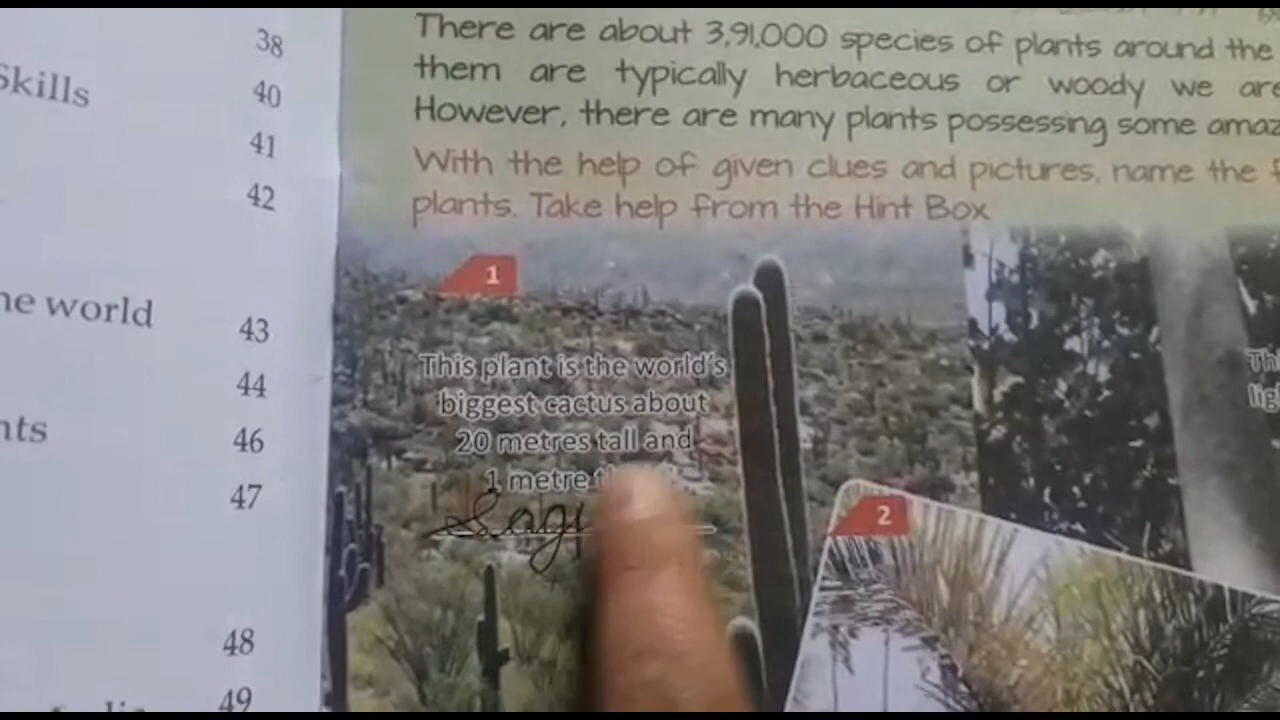 38
Skills 40
41
42
he world 43
44
nts 46
47
48
49
There are about 3,91,000 species of plants around the
them are typically herbaceous or woody we are
However, there are many plants possessing some amaz
With the help of given clues and pictures, name the f
plants. Take help from the Hint Box
1
This plant is the world's
biggest cactus about
20 metres tall and
1 metre
2
Th
lig